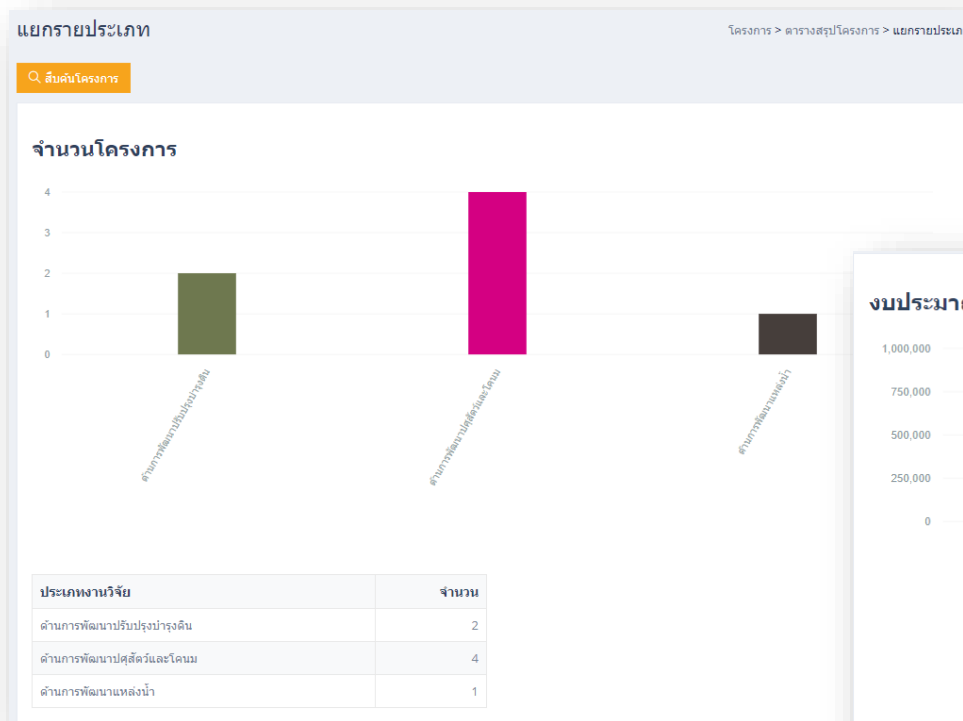 แยกรายประเภท
โครงการ > ตารางสรุปโครงการ > แยกรายประเภ
สืบค้นโครงการ
จำนวนโครงการ
4
3
2
1
0
ด้านการพัฒนาปรับปรุงบำรุงดิน
ด้านการพัฒนาปศุสัตว์และโคนม
ด้านการพัฒนาแหล่งน้ำ
งบประมา
1,000,000
750,000
500,000
250,000
0
ประเภทงานวิจัย จำนวน
ด้านการพัฒนาปรับปรุงบำรุงดิน 2
ด้านการพัฒนาปศุสัตว์และโคนม 4
ด้านการพัฒนาแหล่งน้ำ 1